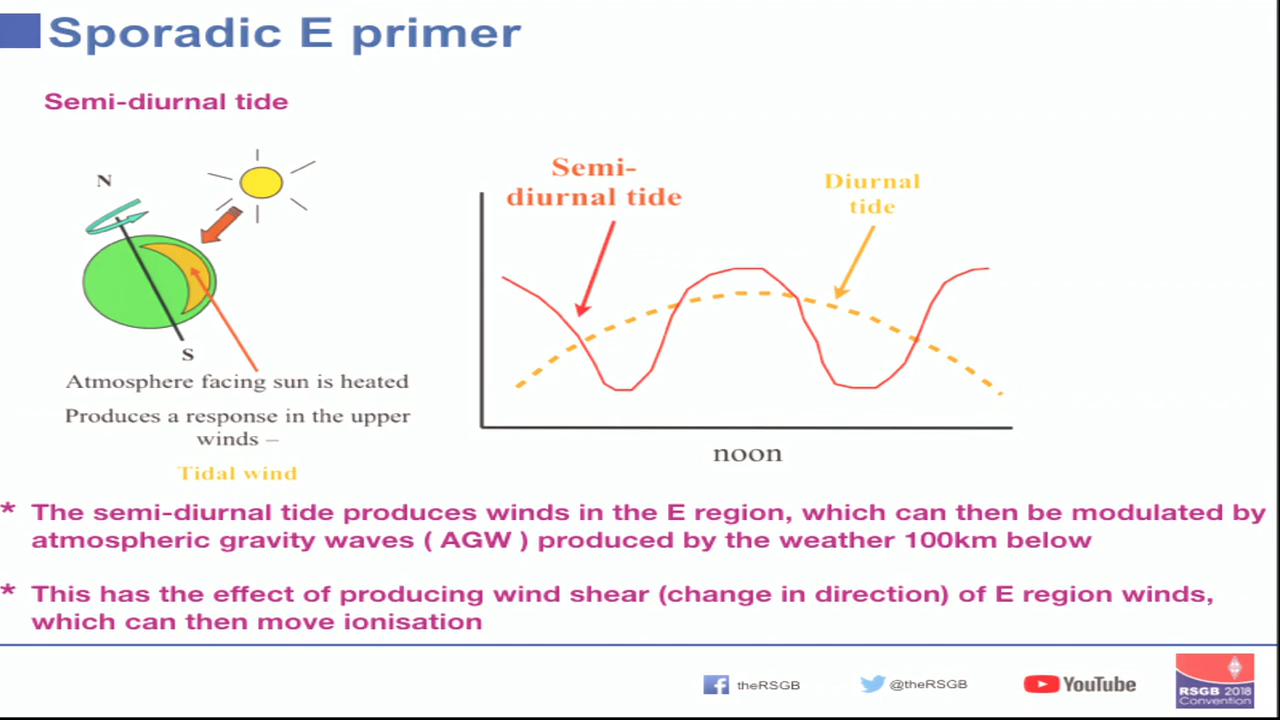 Sporadic E primer
Semi-diurnal tide
N
S
Atmosphere facing sun is heated
Produces a response in the upper
winds –
Tidal wind
Semi-
diurnal tide
Diurnal
tide
noon
* The semi-diurnal tide produces winds in the E region, which can then be modulated by
atmospheric gravity waves ( AGW ) produced by the weather 100km below
* This has the effect of producing wind shear (change in direction) of E region winds,
which can then move ionisation
theRSGB
@theRSGB
YouTube
RSGB 2018
Convention